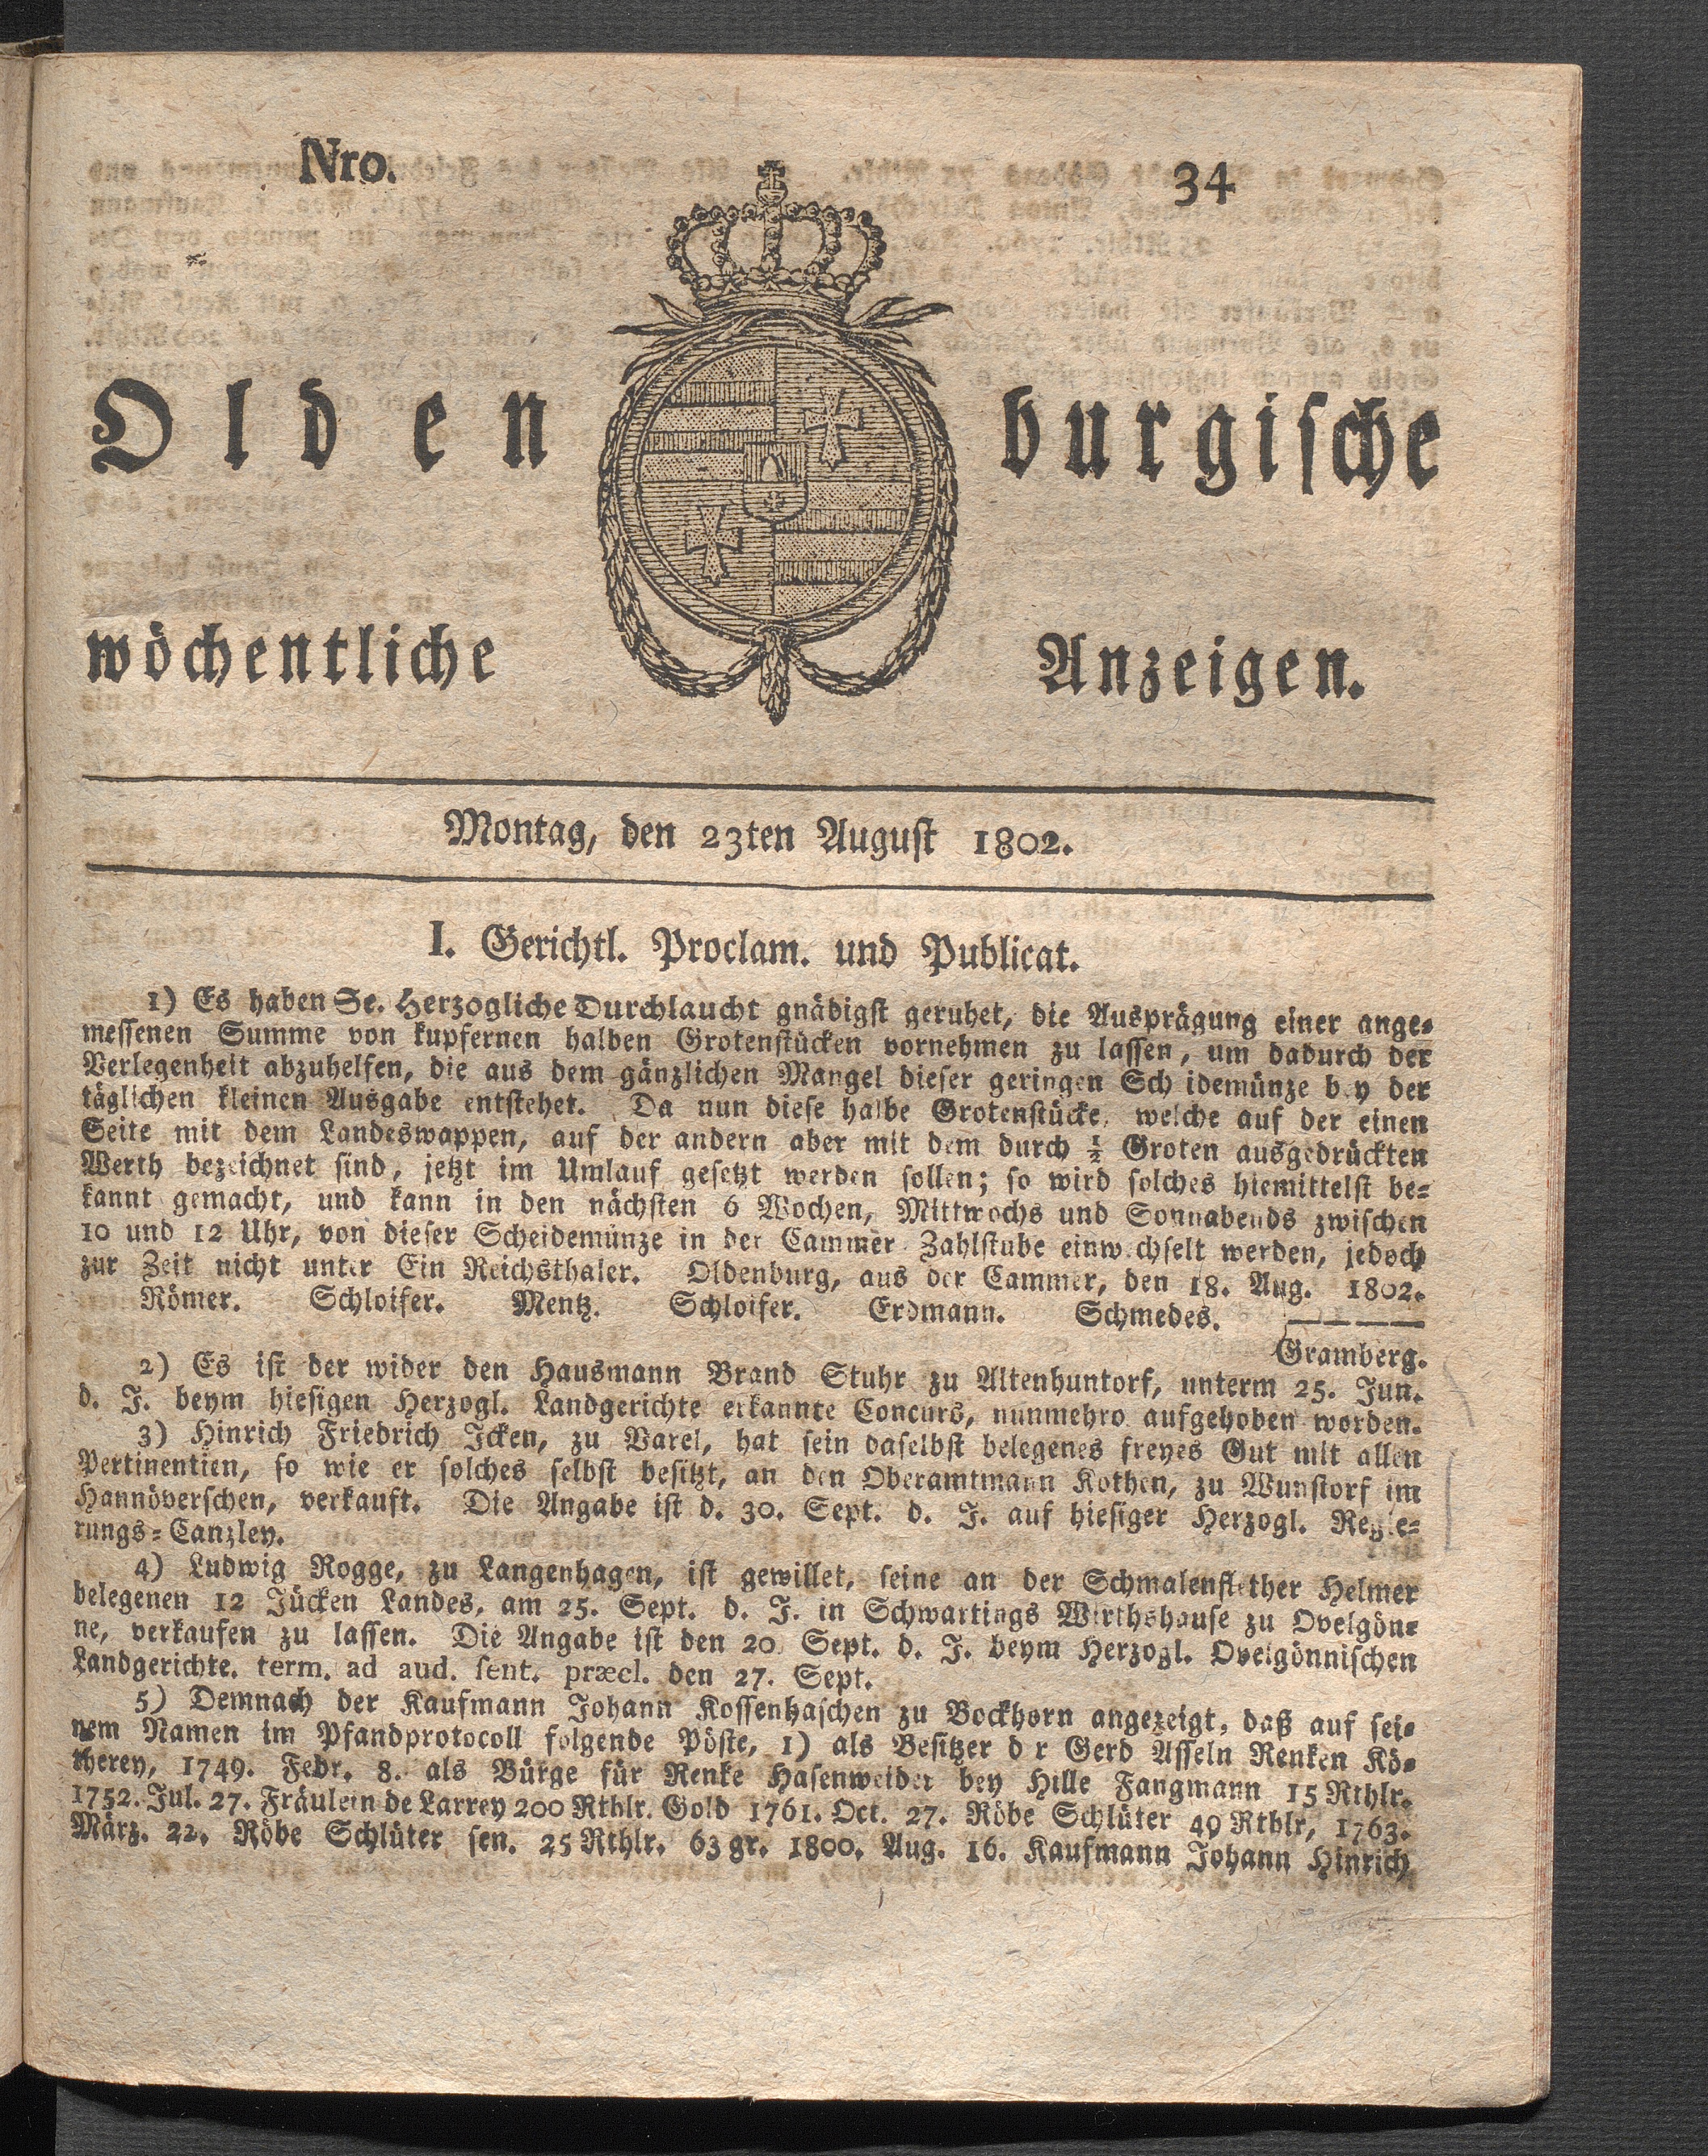 Nro. 34
Oldenburgische
wöchentliche Anzeigen.
Montag, den 23ten August 1802.
I. Gerichtl. Proclam. und Publicat.
1) Es haben Se. Herzogliche Durchlaucht gnädigst geruhet, die Ausprägung einer ange-
messenen Summe von kupfernen halben Grotenstücken vornehmen zu lassen, um dadurch der
Verlegenheit abzuhelfen, die aus dem gänzlichen Mangel dieser geringen Sch idemünze bey der
täglichen kleinen Ausgabe entstehet. Da nun diese halbe Grotenstücke, welche auf der einen
Seite mit dem Landeswappen, auf der andern aber mit dem durch ½ Groten ausgedrückten
Werth bezeichnet sind, jetzt im Umlauf gesetzt werden sollen; so wird solches hiemittelst be-
kannt gemacht, und kann in den nächsten 6 Wochen, Mittwochs und Sonnabends zwischen
10 und 12 Uhr, von dieser Scheidemünze in der Cammer Zahlstube einwechselt werden, jedoch
zur Zeit nicht unter Ein Reichsthaler. Oldenburg, aus der Cammer, den 18. Aug. 1802.
Römer. Schloifer. Mentz. Schloifer. Erdmann. Schmedes. ————
Gramberg.
2) Es ist der wider den Hausmann Brand Stuhr zu Altenhuntorf, unterm 25. Jun.
d. J. beym hiesigen Herzogl. Landgerichte erkannte Concurs, nunmehro aufgehoben worden.
3) Hinrich Friedrich Icken, zu Varel, hat sein daselbst belegenes freyes Gut mit allen
Pertinentien, so wie er solches selbst besitzt, an den Oberamtmann Kothen, zu Wunstorf im
Hannöverschen, verkauft. Die Angabe ist d. 30. Sept. d. J. auf hiesiger Herzogl. Regie-
rungs-Canzley.
4) Ludwig Rogge, zu Langenhagen, ist gewillet, seine an der Schmalenflether Helmer
belegenen 12 Jücken Landes, am 25. Sept. d. J. in Schwartings Wirthshause zu Ovelgön-
ne, verkaufen zu lassen. Die Angabe ist den 20. Sept. d. J. beym Herzogl. Ovelgönnischen
Landgerichte. term. ad aud. sent. præcl. den 27. Sept.
5) Demnach der Kaufmann Johann Kossenhaschen zu Bockhorn angezeigt, daß auf sei-
nem Namen im Pfandprotocoll folgende Pöste, 1) als Besitzer d r Gerd Asseln Renken Kö-
therey, 1749. Febr. 8. als Bürge für Renke Hasenweider bey Hille Fangmann 15 Rthlr.
1752. Jul. 27. Fräulein de Larrey 200 Rthlr. Gold 1761. Oct. 27. Röbe Schlüter 49 Rthlr, 1763.
März. 22. Röbe Schlüter sen. 25 Rthlr. 63 gr. 1800. Aug. 16. Kaufmann Johann Hinrich